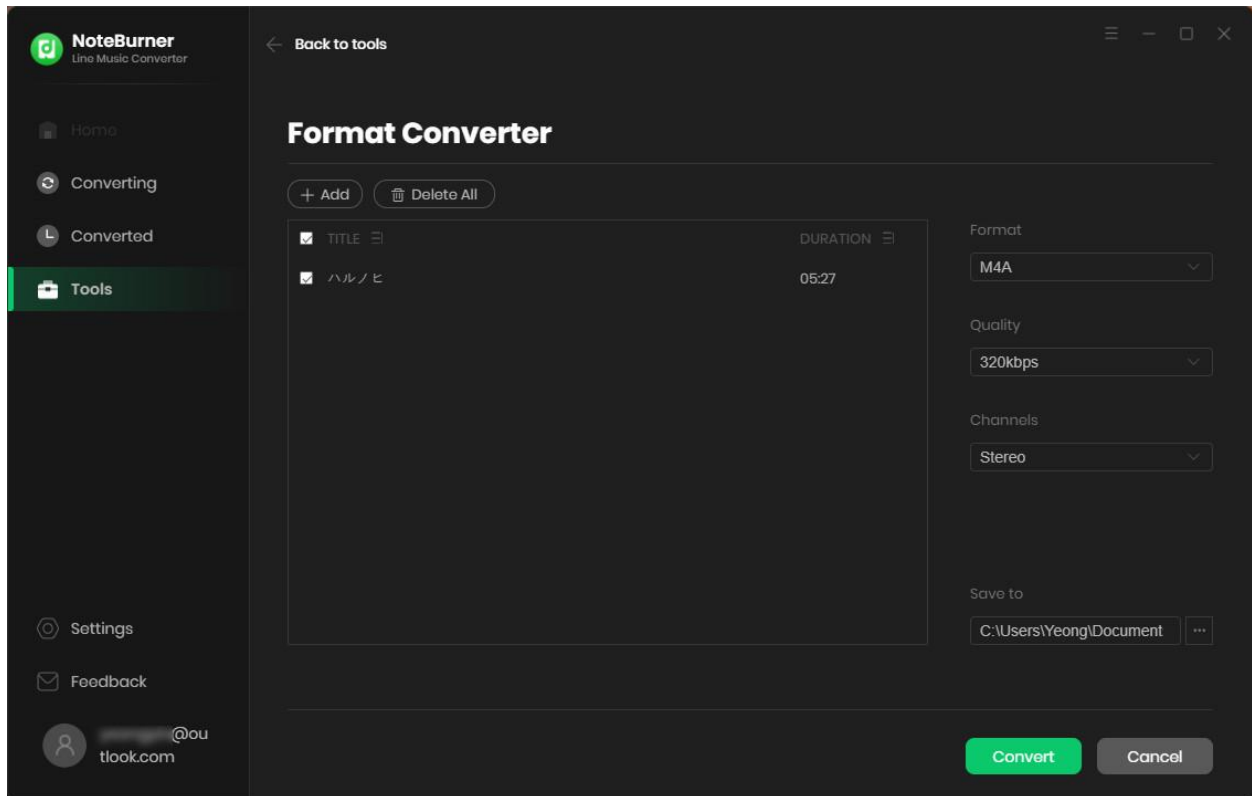 NoteBurner
Line Music Converter
Back to tools
Home
Converting
Converted
Tools
Format Converter
Add
Delete All
TITLE
DURATION
ハルノヒ
05:27
Format
M4A
Quality
320kbps
Channels
Stereo
Save to
C:\Users\Yeong\Document
...
Settings
Feedback
@ou
tlook.com
Convert
Cancel